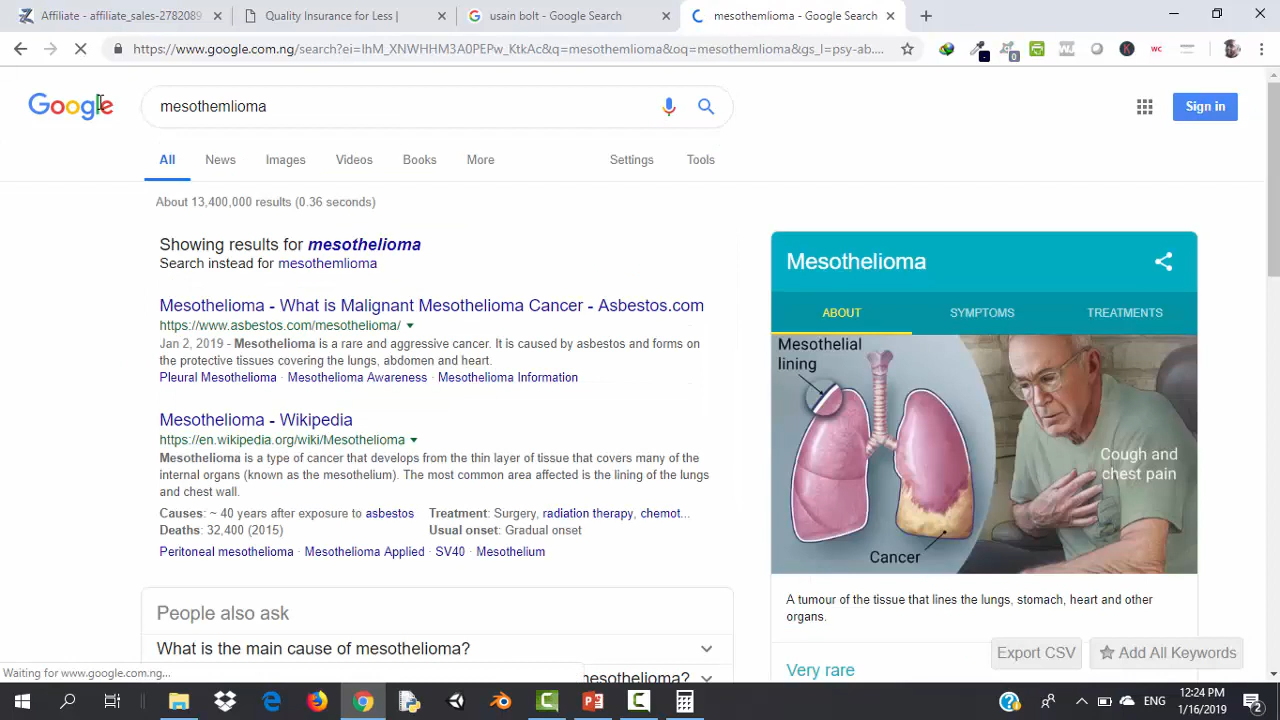 Affiliate - affiliate_sales-2782089
Quality Insurance for Less |
usain bolt - Google Search
mesothemlioma - Google Search
https://www.google.com.ng/search?ei=IhM_XNWHHM3A0PEPw_KtkAc&q=mesothemlioma&oq=mesothemlioma&gs_l=psy-ab....
Google
mesothemlioma
Sign in
All
News
Images
Videos
Books
More
Settings
Tools
About 13,400,000 results (0.36 seconds)
Showing results for mesothelioma
Search instead for mesothemlioma
Mesothelioma - What is Malignant Mesothelioma Cancer - Asbestos.com
https://www.asbestos.com/mesothelioma/
Jan 2, 2019 - Mesothelioma is a rare and aggressive cancer. It is caused by asbestos and forms on
the protective tissues covering the lungs, abdomen and heart.
Pleural Mesothelioma · Mesothelioma Awareness · Mesothelioma Information
Mesothelioma - Wikipedia
https://en.wikipedia.org/wiki/Mesothelioma
Mesothelioma is a type of cancer that develops from the thin layer of tissue that covers many of the
internal organs (known as the mesothelium). The most common area affected is the lining of the lungs
and chest wall.
Causes: ~ 40 years after exposure to asbestos
Treatment: Surgery, radiation therapy, chemot...
Deaths: 32,400 (2015)
Usual onset: Gradual onset
Peritoneal mesothelioma · Mesothelioma Applied · SV40 · Mesothelium
People also ask
What is the main cause of mesothelioma?
mesothelioma?
Mesothelioma
ABOUT
SYMPTOMS
TREATMENTS
Mesothelial
lining
Cancer
Cough and
chest pain
A tumour of the tissue that lines the lungs, stomach, heart and other
organs.
Very rare
Export CSV
Add All Keywords
Waiting for www.google.com.ng...
ENG
12:24 PM
1/16/2019
2